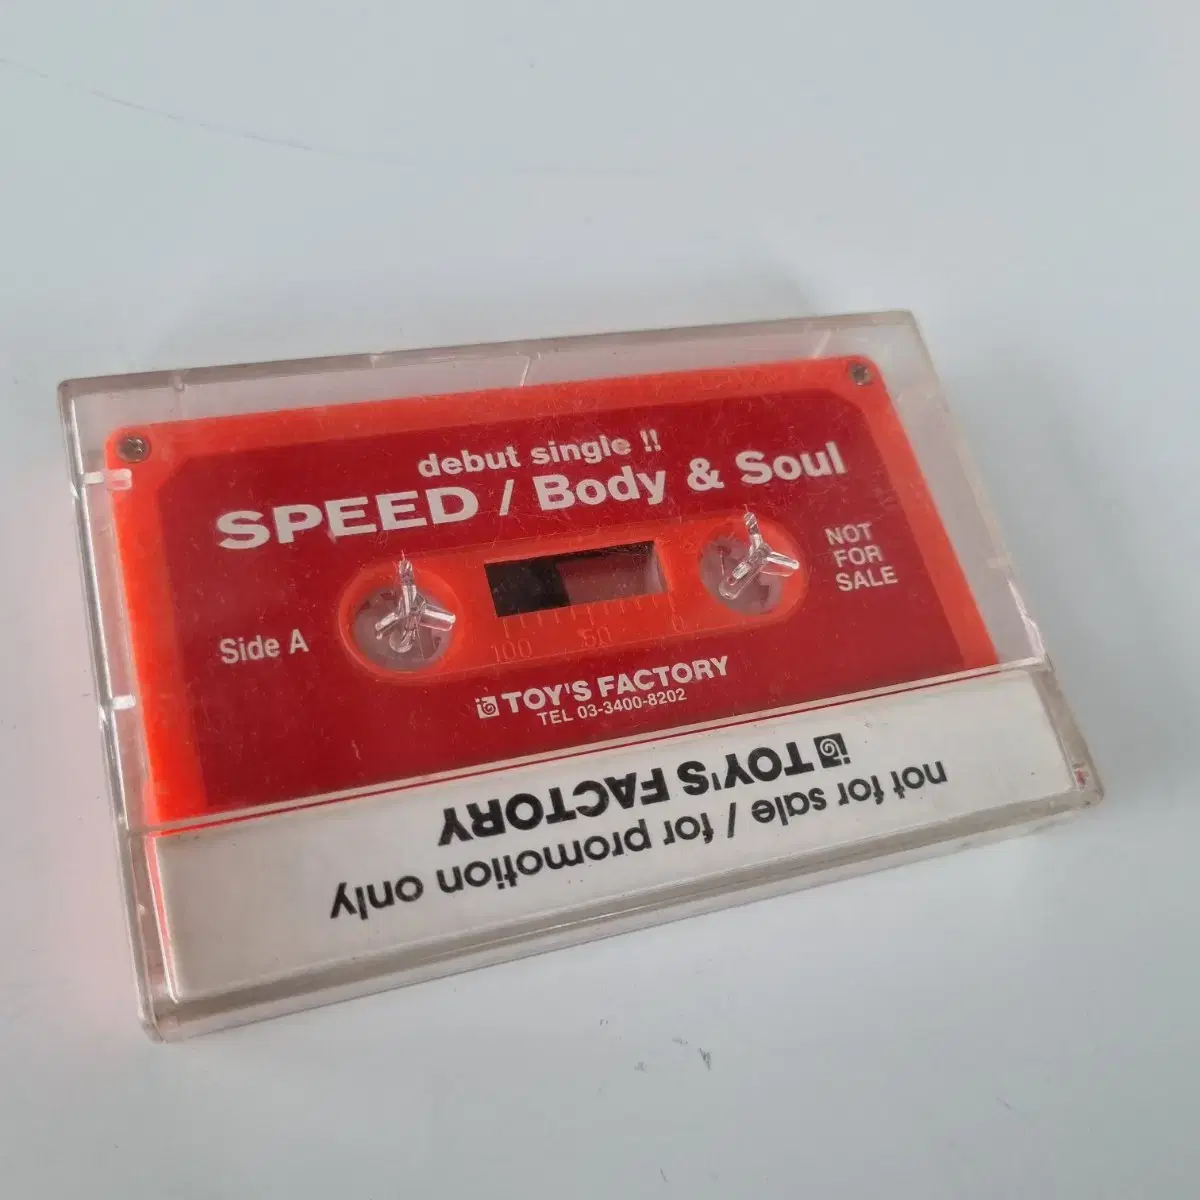 debut single !!
SPEED / Body & Soul
NOT
FOR
SALE
Side A
100 50 0
TOY'S FACTORY
TEL 03-3400-8202
TOY'S FACTORY
not for sale / for promotion only